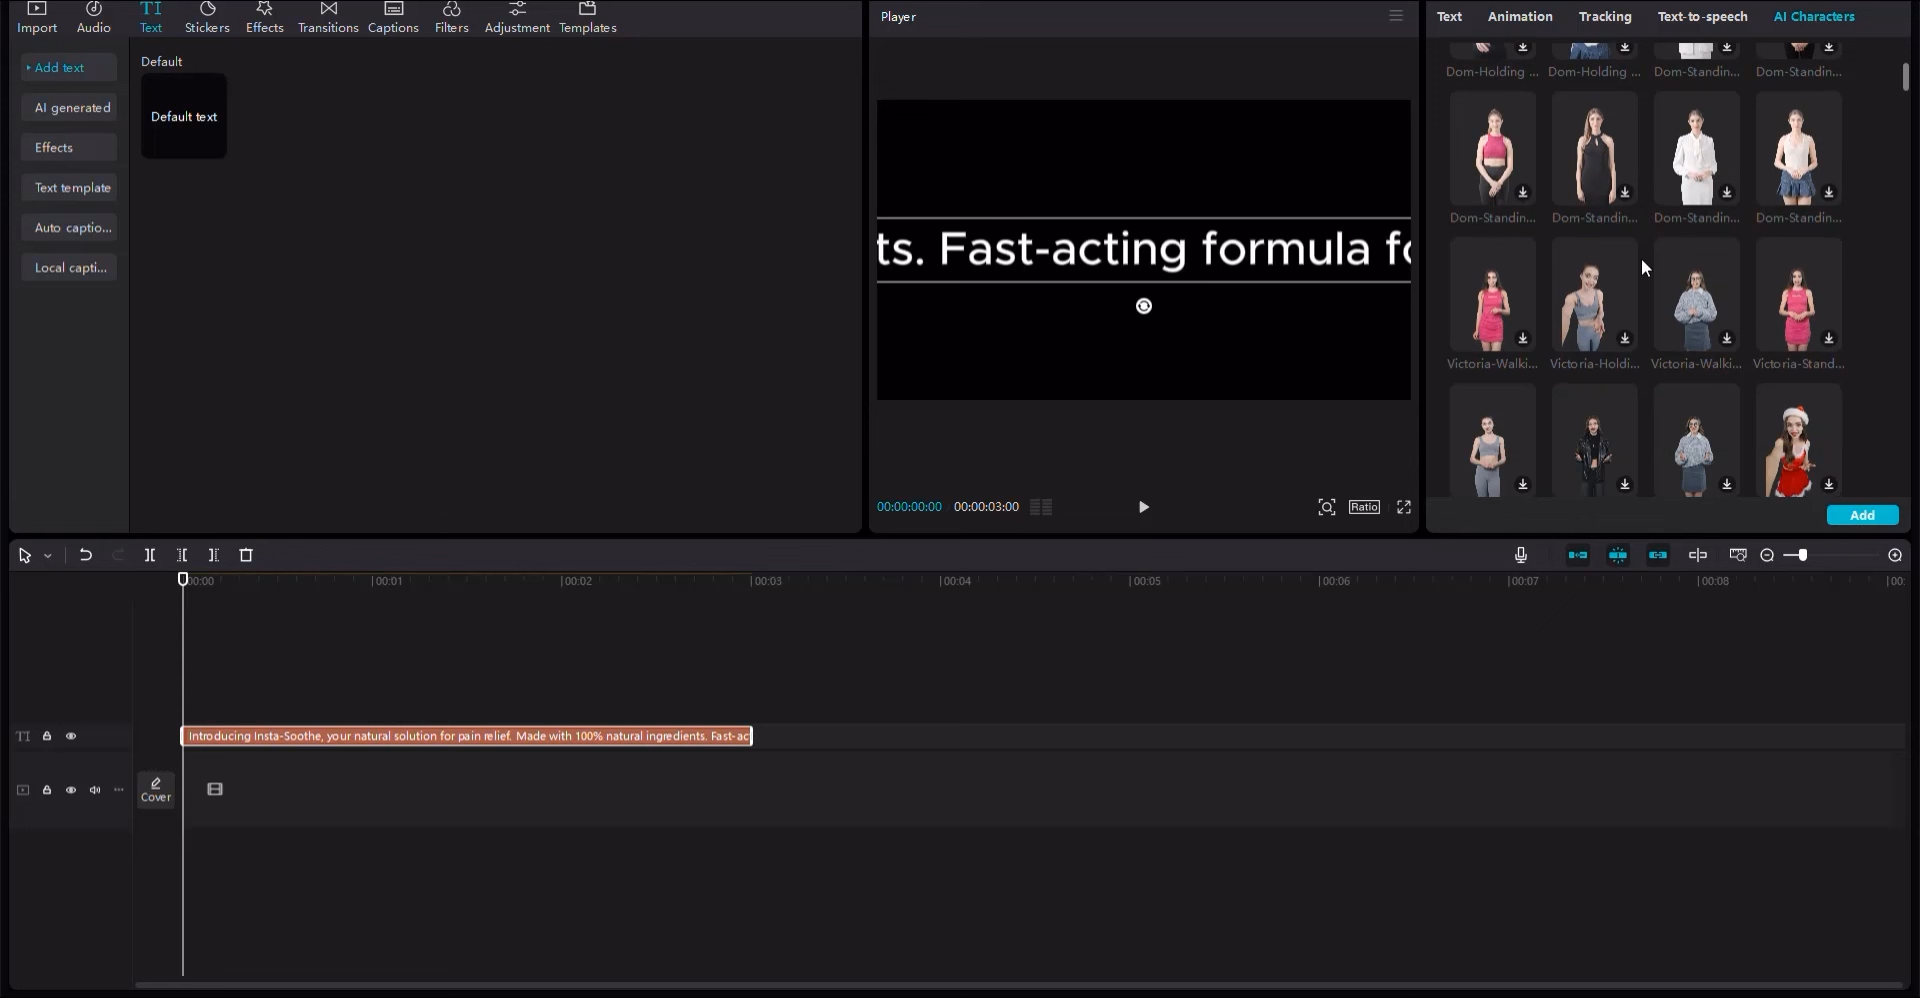 Import Audio TI Text Stickers Effects Transitions Captions Filters Adjustment Templates
Add text
AI generated
Effects
Text template
Auto captio...
Local capti...
Default
Default text
Player
ts. Fast-acting formula fo
00:00:00:00 00:00:03:00
Ratio
Text Animation Tracking Text-to-speech AI Characters
Dom-Holding ... Dom-Holding ... Dom-Standin... Dom-Standin...
Dom-Standin... Dom-Standin... Dom-Standin... Dom-Standin...
Victoria-Walki... Victoria-Holdi... Victoria-Walki... Victoria-Stand...
Add
00:00 00:01 00:02 00:03 00:04 00:05 00:06 00:07 00:08 00:
TI Introducing Insta-Soothe, your natural solution for pain relief. Made with 100% natural ingredients. Fast-ac
Cover